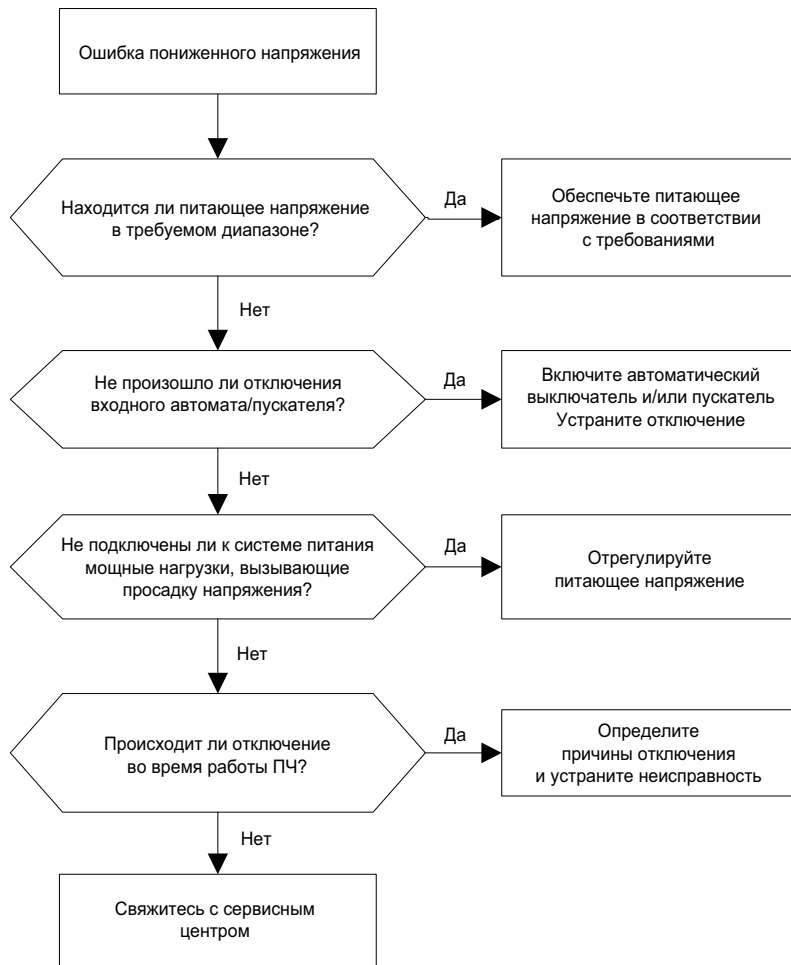 Ошибка пониженного напряжения
Находится ли питающее напряжение
в требуемом диапазоне?
Да
Обеспечьте питающее
напряжение в соответствии
с требованиями
Нет
Не произошло ли отключения
входного автомата/пускателя?
Да
Включите автоматический
выключатель и/или пускатель
Устраните отключение
Нет
Не подключены ли к системе питания
мощные нагрузки, вызывающие
просадку напряжения?
Да
Отрегулируйте
питающее напряжение
Нет
Происходит ли отключение
во время работы ПЧ?
Да
Определите
причины отключения
и устраните неисправность
Нет
Свяжитесь с сервисным
центром